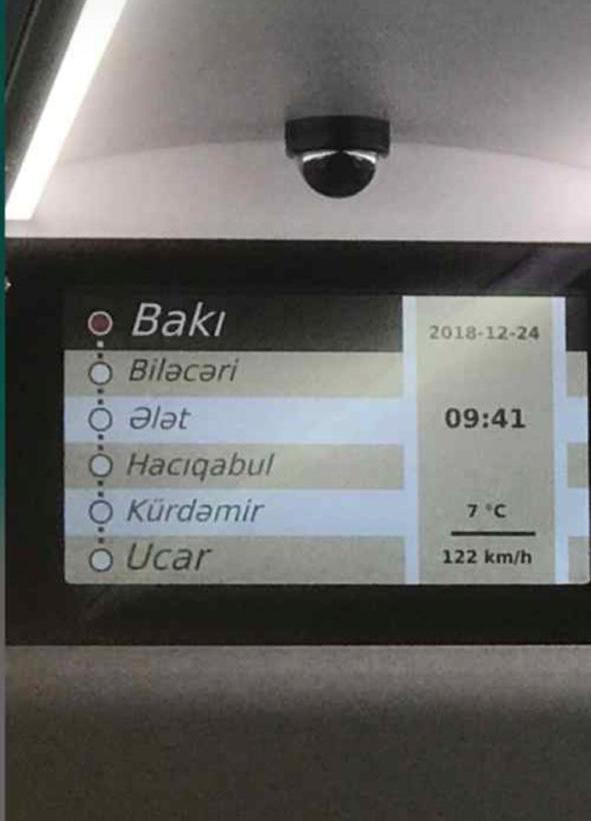 Bakı
Biləcəri
Ələt
Hacıqabul
Kürdəmir
Ucar
2018-12-24
09:41
7 °C
122 km/h